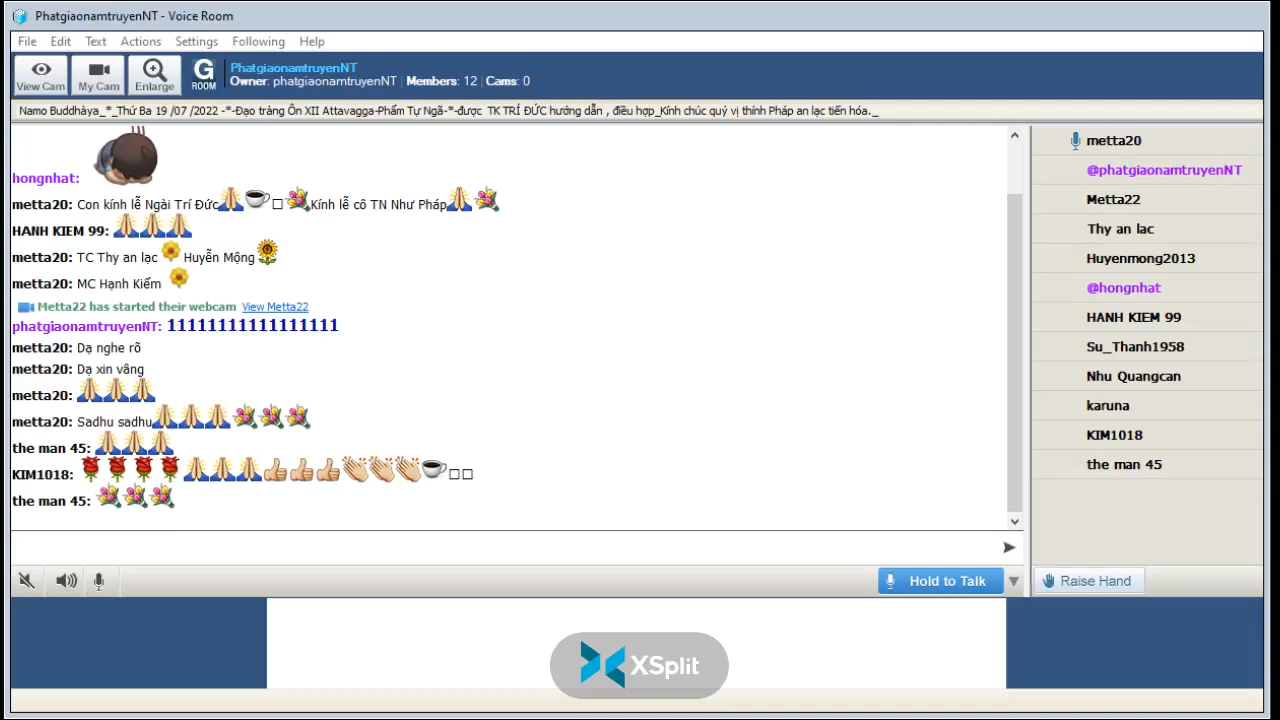 PhatgiaonamtruyenNT - Voice Room
File Edit Text Actions Settings Following Help
View Cam My Cam Enlarge G ROOM
PhatgiaonamtruyenNT
Owner: phatgiaonamtruyenNT | Members: 12 | Cams: 0
Namo Buddhàya_*_Thứ Ba 19 /07 /2022 -*-Đạo tràng Ôn XII Attavagga-Phẩm Tự Ngã-*-được TK TRÍ ĐỨC hướng dẫn , điều hợp_Kính chúc quý vị thính Pháp an lạc tiến hóa._
hongnhat:
metta20: Con kính lễ Ngài Trí Đức🙏☕□💐Kính lễ cô TN Như Pháp🙏💐
HANH KIEM 99: 🙏🙏🙏
metta20: TC Thy an lạc 🌼 Huyễn Mộng🌻
metta20: MC Hạnh Kiểm 🌼
Metta22 has started their webcam View Metta22
phatgiaonamtruyenNT: 11111111111111111
metta20: Dạ nghe rõ
metta20: Dạ xin vâng
metta20: 🙏🙏🙏
metta20: Sadhu sadhu🙏🙏🙏💐💐💐
the man 45: 🙏🙏🙏
KIM1018: 🌹🌹🌹🌹🙏🙏🙏👍👍👍👏👏👏☕□□
the man 45: 💐💐💐
Hold to Talk
metta20
@phatgiaonamtruyenNT
Metta22
Thy an lac
Huyenmong2013
@hongnhat
HANH KIEM 99
Su_Thanh1958
Nhu Quangcan
karuna
KIM1018
the man 45
Raise Hand
XSplit